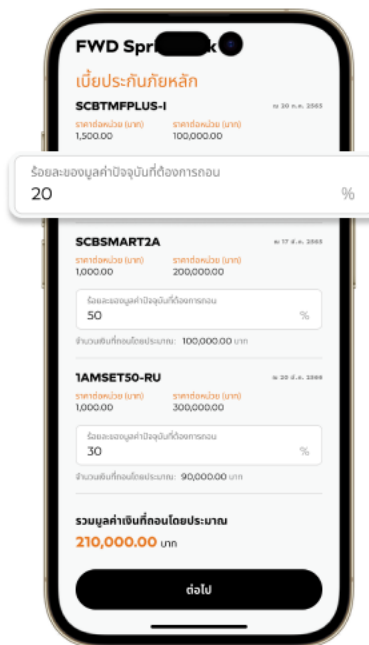 FWD Spri k
เบี้ยประกันภัยหลัก
SCBTMFPLUS-I ณ 20 ก.ค. 2565
ราคาต่อหน่วย (บาท) ราคาต่อหน่วย (บาท)
1,500.00 100,000.00
ร้อยละของมูลค่าปัจจุบันที่ต้องการถอน
20 %
SCBSMART2A ณ 17 มี.ค. 2565
ราคาต่อหน่วย (บาท) ราคาต่อหน่วย (บาท)
1,000.00 200,000.00
ร้อยละของมูลค่าปัจจุบันที่ต้องการถอน
50 %
จำนวนเงินที่ถอนโดยประมาณ: 100,000.00 บาท
1AMSET50-RU
ราคาต่อหน่วย (บาท) ราคาต่อหน่วย (บาท)
1,000.00 300,000.00
ร้อยละของมูลค่าปัจจุบันที่ต้องการถอน
30 %
จำนวนเงินที่ถอนโดยประมาณ: 90,000.00 บาท
รวมมูลค่าเงินที่ถอนโดยประมาณ
210,000.00 บาท
ต่อไป